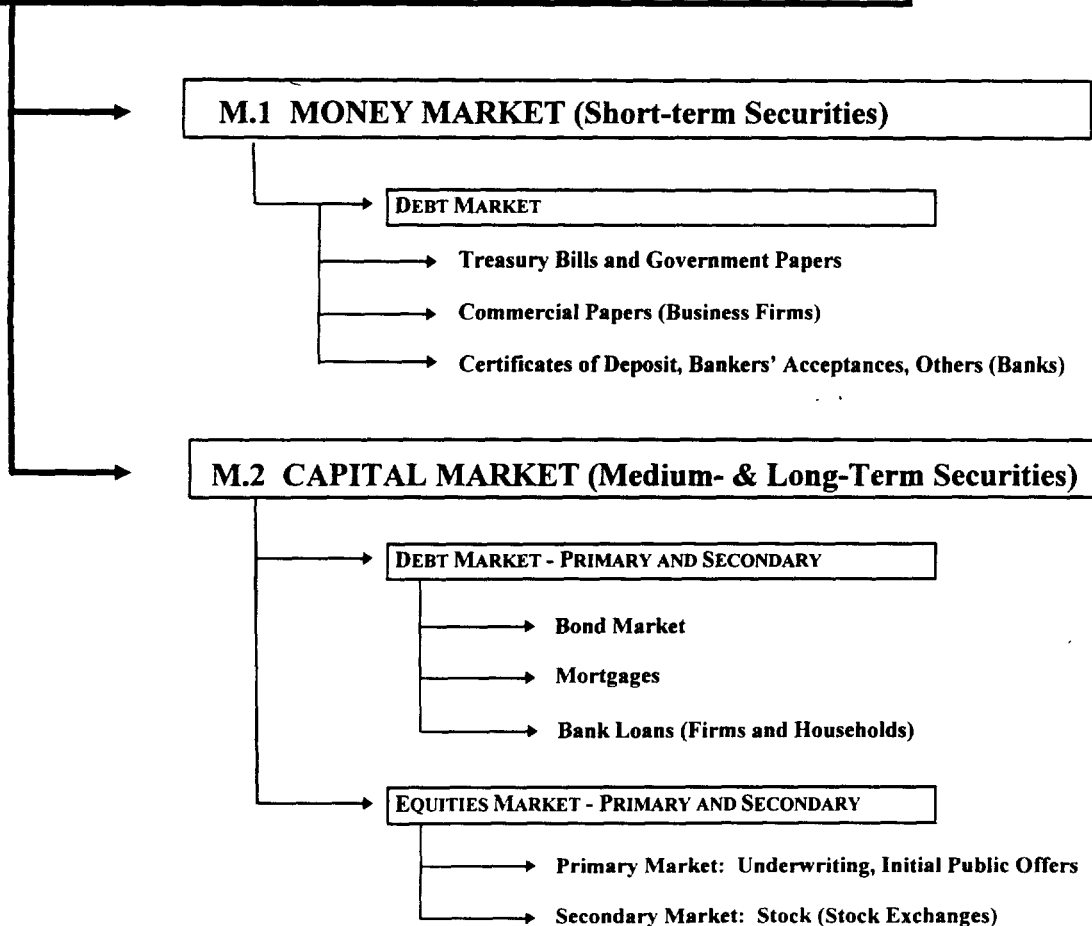 M.1 MONEY MARKET (Short-term Securities)
DEBT MARKET
Treasury Bills and Government Papers
Commercial Papers (Business Firms)
Certificates of Deposit, Bankers' Acceptances, Others (Banks)
M.2 CAPITAL MARKET (Medium- & Long-Term Securities)
DEBT MARKET - PRIMARY AND SECONDARY
Bond Market
Mortgages
Bank Loans (Firms and Households)
EQUITIES MARKET - PRIMARY AND SECONDARY
Primary Market: Underwriting, Initial Public Offers
Secondary Market: Stock (Stock Exchanges)